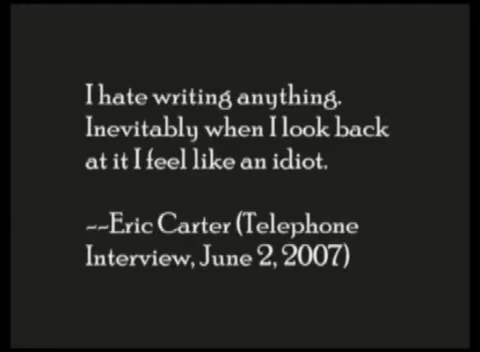 I hate writing anything.
Inevitably when I look back
at it I feel like an idiot.
--Eric Carter (Telephone
Interview, June 2, 2007)